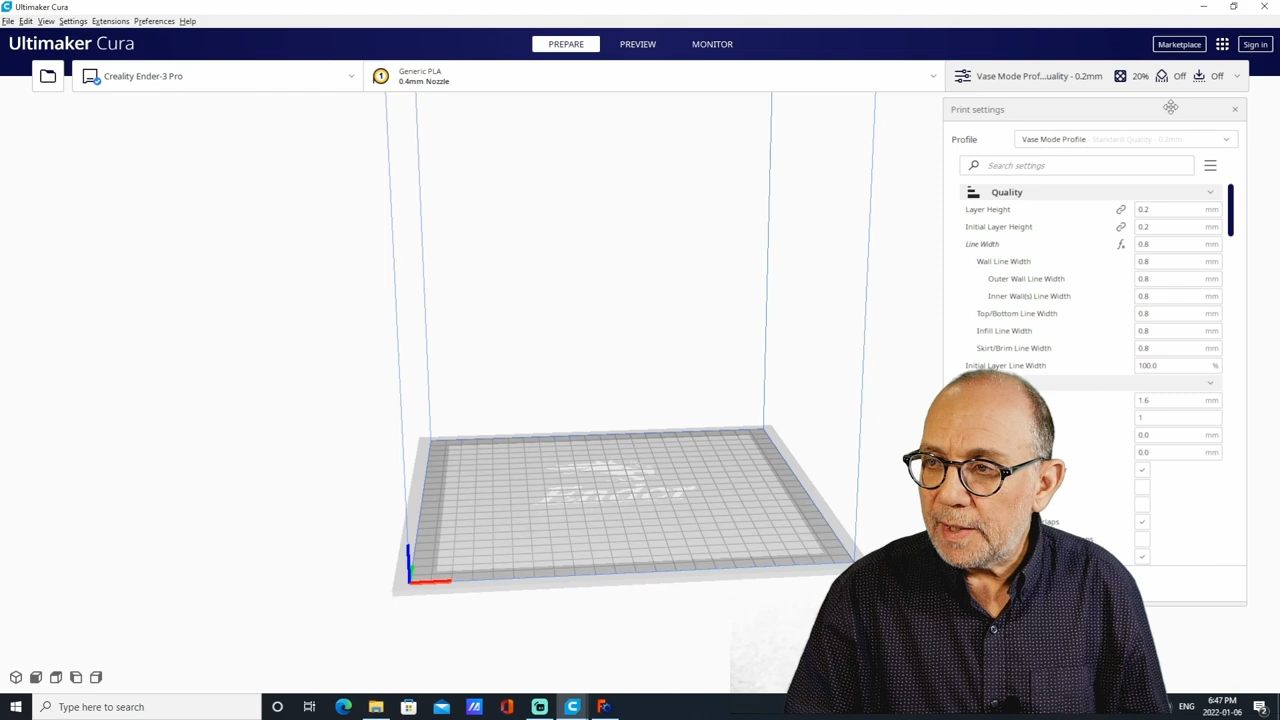 Ultimaker Cura
File Edit View Settings Extensions Preferences Help
Ultimaker Cura
PREPARE PREVIEW MONITOR
Marketplace Sign in
Creality Ender-3 Pro
Generic PLA
0.4mm Nozzle
Vase Mode Prof...uality - 0.2mm 20% Off Off
Print settings
Profile Vase Mode Profile - Standard Quality - 0.2mm
Search settings
Quality
Layer Height 0.2 mm
Initial Layer Height 0.2 mm
Line Width 0.8 mm
Wall Line Width 0.8 mm
Outer Wall Line Width 0.8 mm
Inner Wall(s) Line Width 0.8 mm
Top/Bottom Line Width 0.8 mm
Infill Line Width 0.8 mm
Skirt/Brim Line Width 0.8 mm
Initial Layer Line Width 100.0 %
1.6 mm
1
0.0 mm
0.0 mm
Type here to search
ENG
6:47 PM
2022-01-06
2